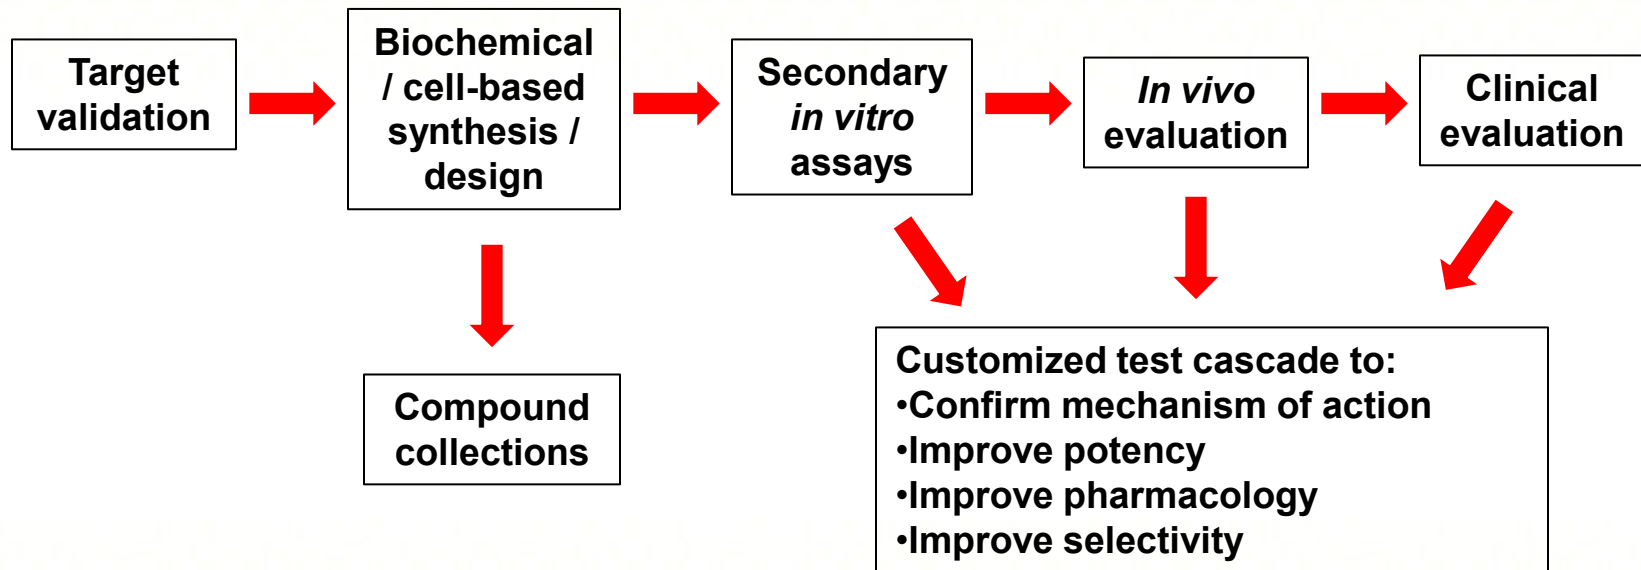 Target
validation
Biochemical
/ cell-based
synthesis /
design
Secondary
in vitro
assays
In vivo
evaluation
Clinical
evaluation
Compound
collections
Customized test cascade to:
•Confirm mechanism of action
•Improve potency
•Improve pharmacology
•Improve selectivity